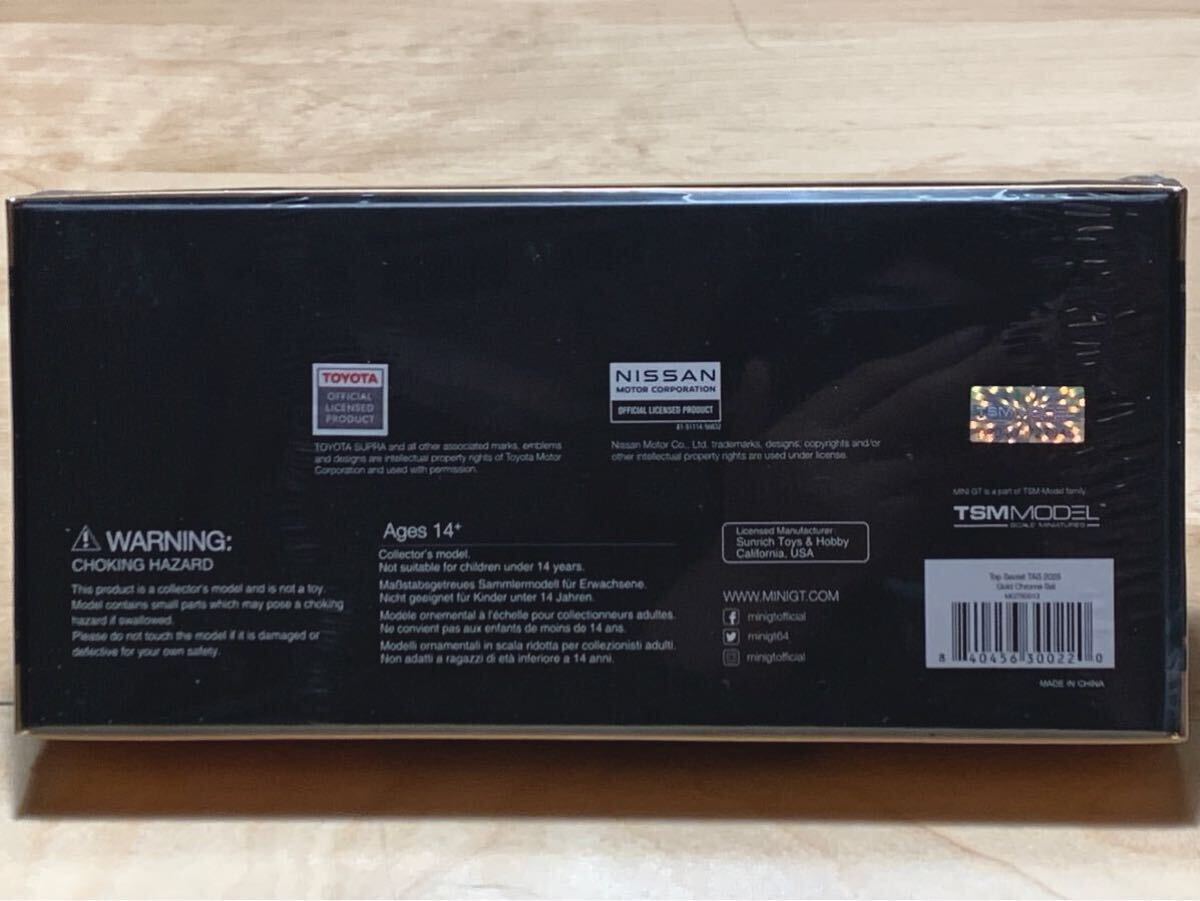 TOYOTA
OFFICIAL
LICENSED
PRODUCT
TOYOTA SUPRA and all other associated marks, emblems
and designs are intellectual property rights of Toyota Motor
Corporation and used with permission.
NISSAN
MOTOR CORPORATION
OFFICIAL LICENSED PRODUCT
Nissan Motor Co., Ltd. trademarks, designs, copyrights and/or
other intellectual property rights are used under license.
TSM
MINI GT is a part of TSM-Model family.
TSMMODEL™
SCALE MINIATURES
WARNING:
CHOKING HAZARD
This product is a collector's model and is not a toy.
Model contains small parts which may pose a choking
hazard if swallowed.
Please do not touch the model if it is damaged or
defective for your own safety.
Ages 14+
Collector's model.
Not suitable for children under 14 years.
Maßstabsgetreues Sammlermodell für Erwachsene.
Nicht geeignet für Kinder unter 14 Jahren.
Modèle ornamental à l'échelle pour collectionneurs adultes.
Ne convient pas aux enfants de moins de 14 ans.
Modelli ornamentali in scala ridotta per collezionisti adulti.
Non adatti a ragazzi di età inferiore a 14 anni.
Licensed Manufacturer
Sunrich Toys & Hobby
California, USA
WWW.MINIGT.COM
minigtofficial
minigt64
minigtofficial
Top Secret TAS 2025
Gold Chrome Set
8 40456 30022 0
MADE IN CHINA